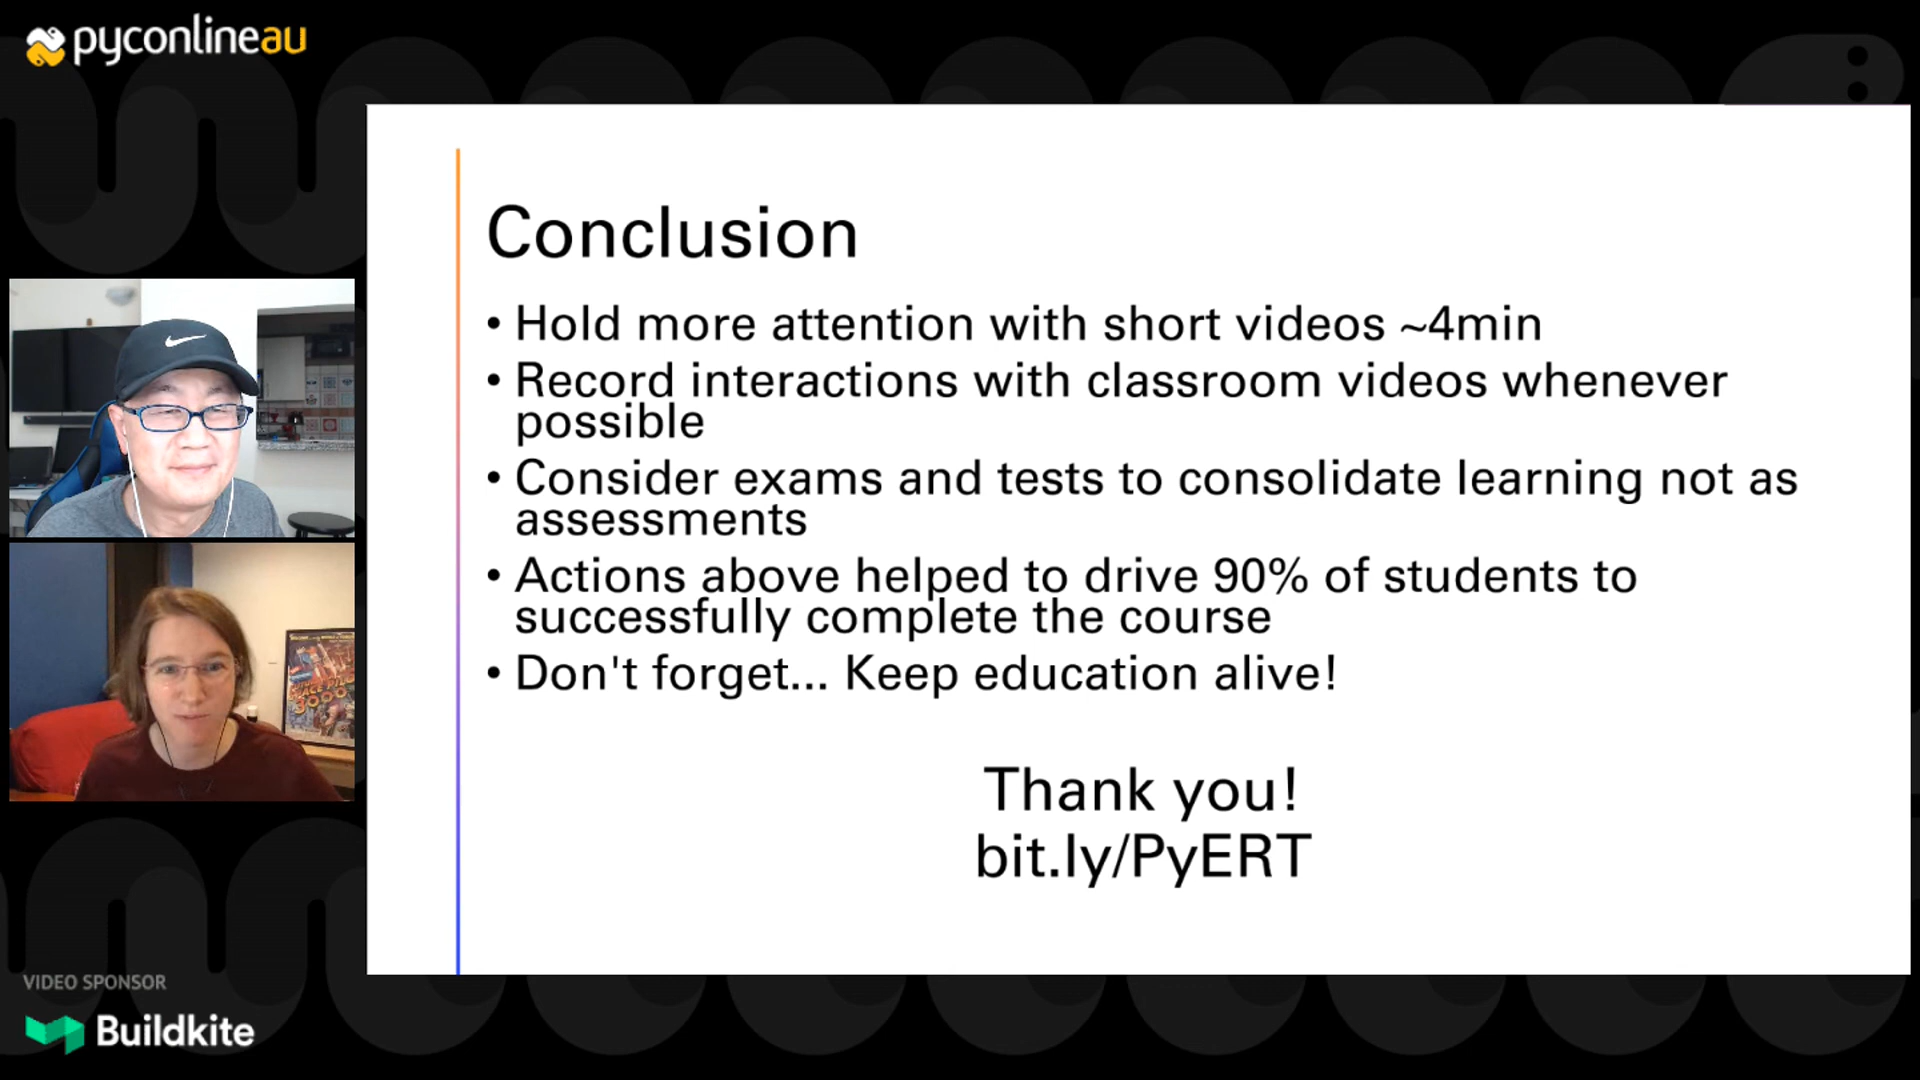 pyconlineau
Conclusion
• Hold more attention with short videos ~4min
• Record interactions with classroom videos whenever
possible
• Consider exams and tests to consolidate learning not as
assessments
• Actions above helped to drive 90% of students to
successfully complete the course
• Don't forget... Keep education alive!
Thank you!
bit.ly/PyERT
3000
VIDEO SPONSOR
Buildkite